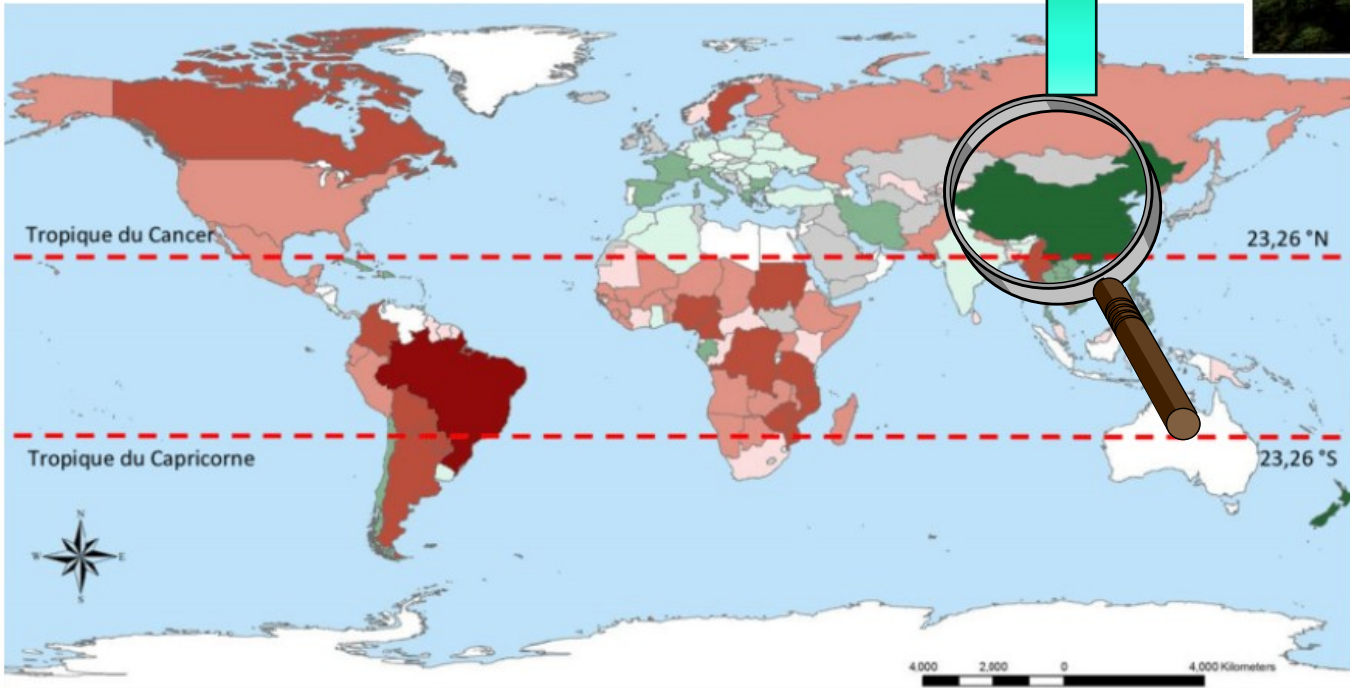 Tropique du Cancer
23,26 °N
Tropique du Capricorne
23,26 °S
N
W
E
S
4,000
2,000
0
4,000 Kilometers